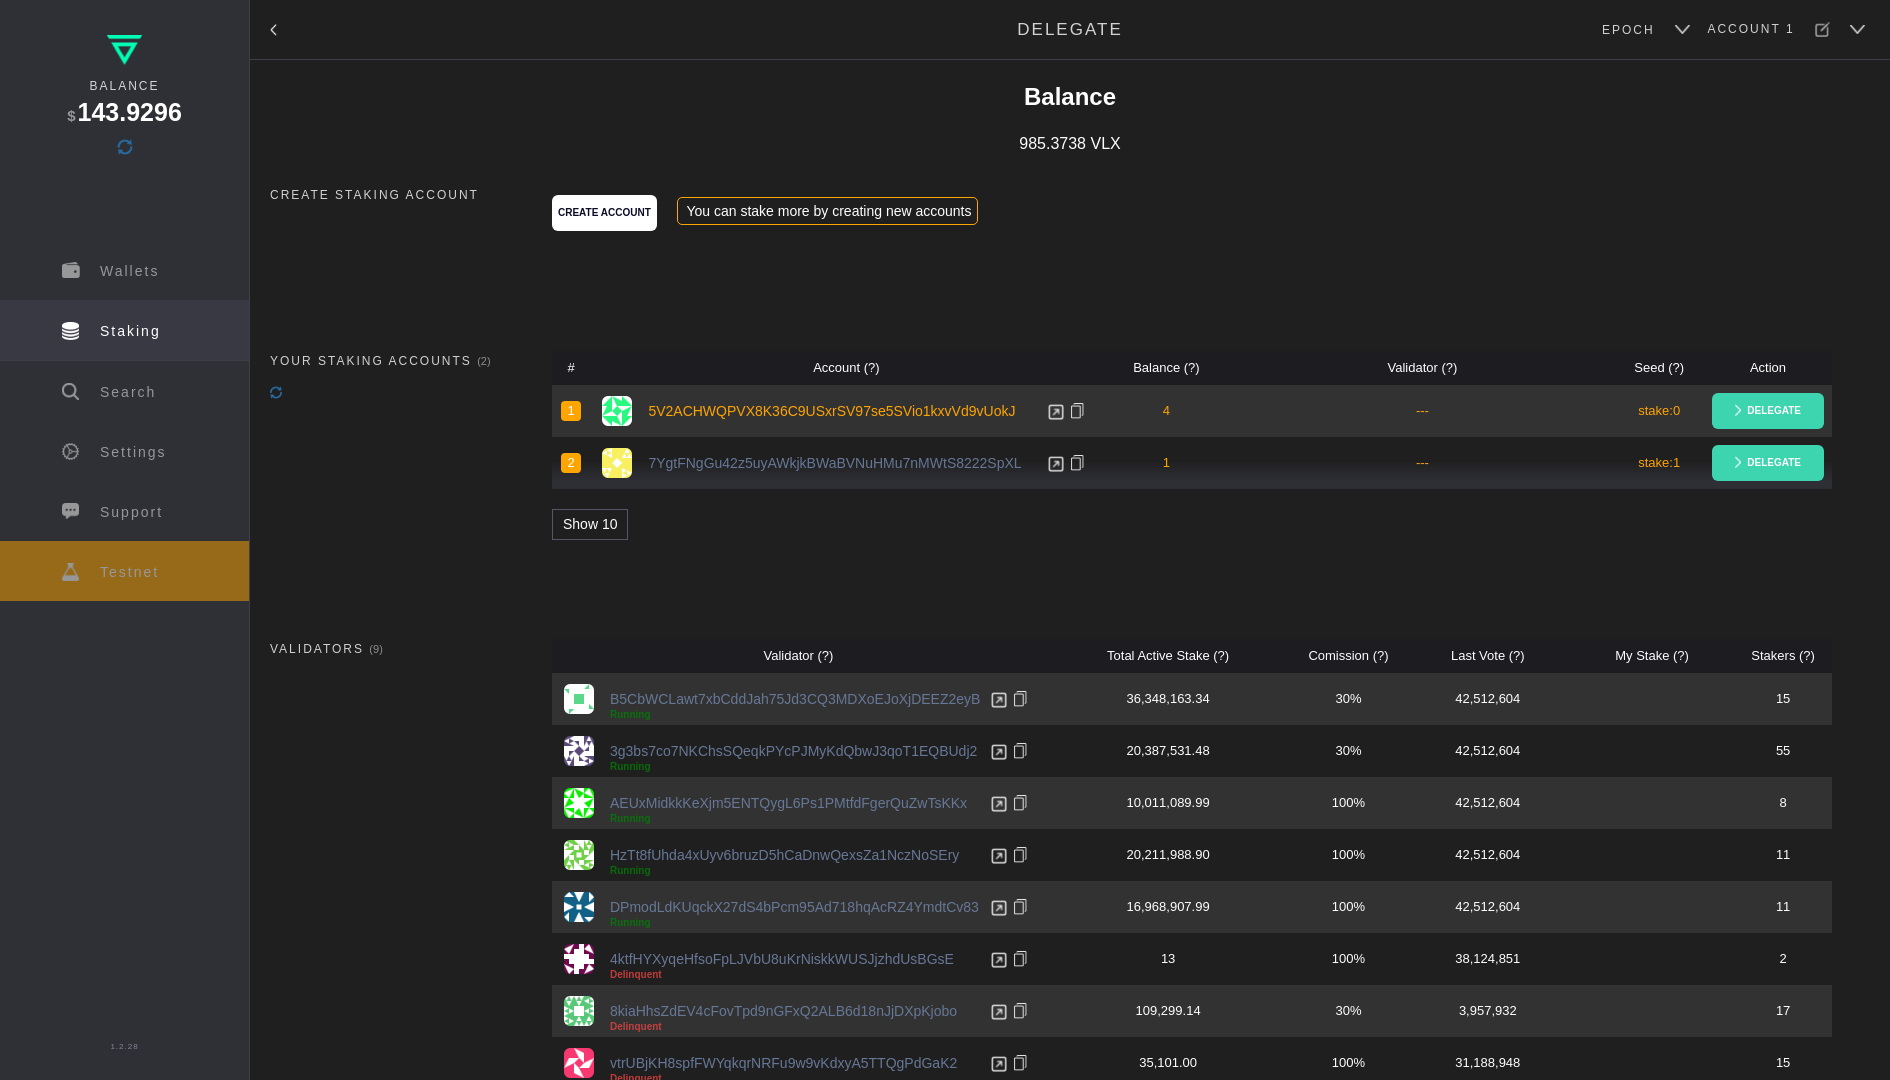 BALANCE
$143.9296
Wallets
Staking
Search
Settings
Support
Testnet
1.2.28
DELEGATE
EPOCH
ACCOUNT 1
Balance
985.3738 VLX
CREATE STAKING ACCOUNT
CREATE ACCOUNT
You can stake more by creating new accounts
YOUR STAKING ACCOUNTS (2)
# Account (?) Balance (?) Validator (?) Seed (?) Action
1 5V2ACHWQPVX8K36C9USxrSV97se5SVio1kxvVd9vUokJ 4 --- stake:0 DELEGATE
2 7YgtFNgGu42z5uyAWkjkBWaBVNuHMu7nMWtS8222SpXL 1 --- stake:1 DELEGATE
Show 10
VALIDATORS (9)
Validator (?) Total Active Stake (?) Comission (?) Last Vote (?) My Stake (?) Stakers (?)
B5CbWCLawt7xbCddJah75Jd3CQ3MDXoEJoXjDEEZ2eyB 36,348,163.34 30% 42,512,604 15
Running
3g3bs7co7NKChsSQeqkPYcPJMyKdQbwJ3qoT1EQBUdj2 20,387,531.48 30% 42,512,604 55
Running
AEUxMidkkKeXjm5ENTQygL6Ps1PMtfdFgerQuZwTsKKx 10,011,089.99 100% 42,512,604 8
Running
HzTt8fUhda4xUyv6bruzD5hCaDnwQexsZa1NczNoSEry 20,211,988.90 100% 42,512,604 11
Running
DPmodLdKUqckX27dS4bPcm95Ad718hqAcRZ4YmdtCv83 16,968,907.99 100% 42,512,604 11
Running
4ktfHYXyqeHfsoFpLJVbU8uKrNiskkWUSJjzhdUsBGsE 13 100% 38,124,851 2
Delinquent
8kiaHhsZdEV4cFovTpd9nGFxQ2ALB6d18nJjDXpKjobo 109,299.14 30% 3,957,932 17
Delinquent
vtrUBjKH8spfFWYqkqrNRFu9w9vKdxyA5TTQgPdGaK2 35,101.00 100% 31,188,948 15
Delinquent